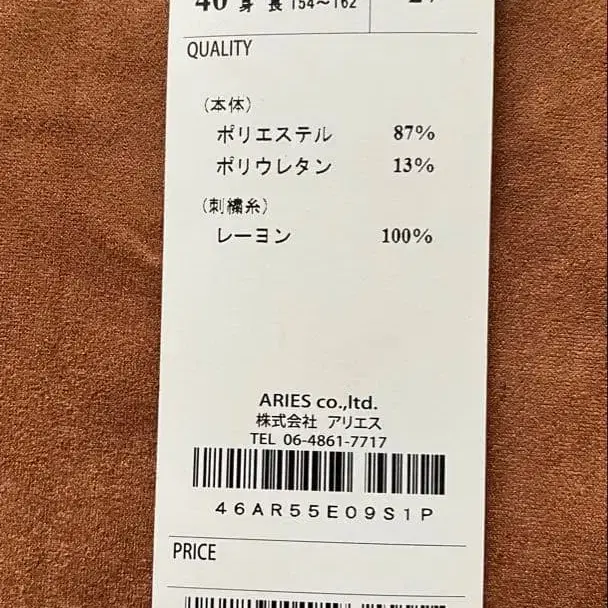 40 身 長 154～162
QUALITY
（本体）
ポリエステル 87%
ポリウレタン 13%
（刺繍糸）
レーヨン 100%
ARIES co.,ltd.
株式会社 アリエス
TEL 06-4861-7717
46AR55E09S1P
PRICE